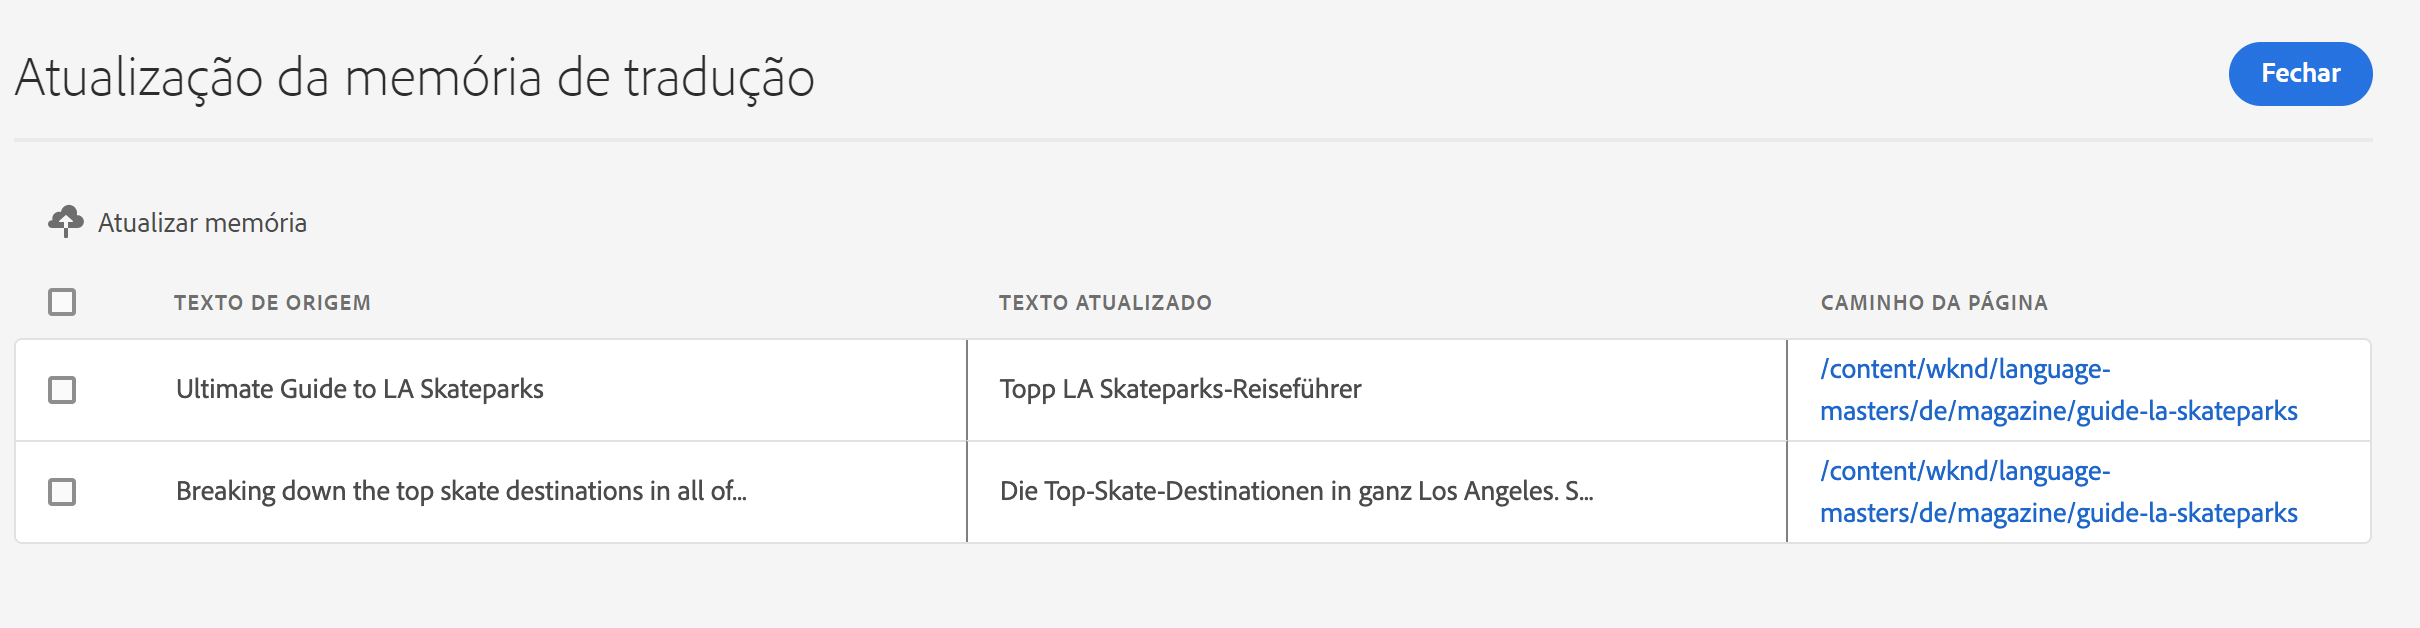 Atualização da memória de tradução
Fechar
Atualizar memória
TEXTO DE ORIGEM
TEXTO ATUALIZADO
CAMINHO DA PÁGINA
Ultimate Guide to LA Skateparks
Topp LA Skateparks-Reiseführer
/content/wknd/language-
masters/de/magazine/guide-la-skateparks
Breaking down the top skate destinations in all of...
Die Top-Skate-Destinationen in ganz Los Angeles. S...
/content/wknd/language-
masters/de/magazine/guide-la-skateparks